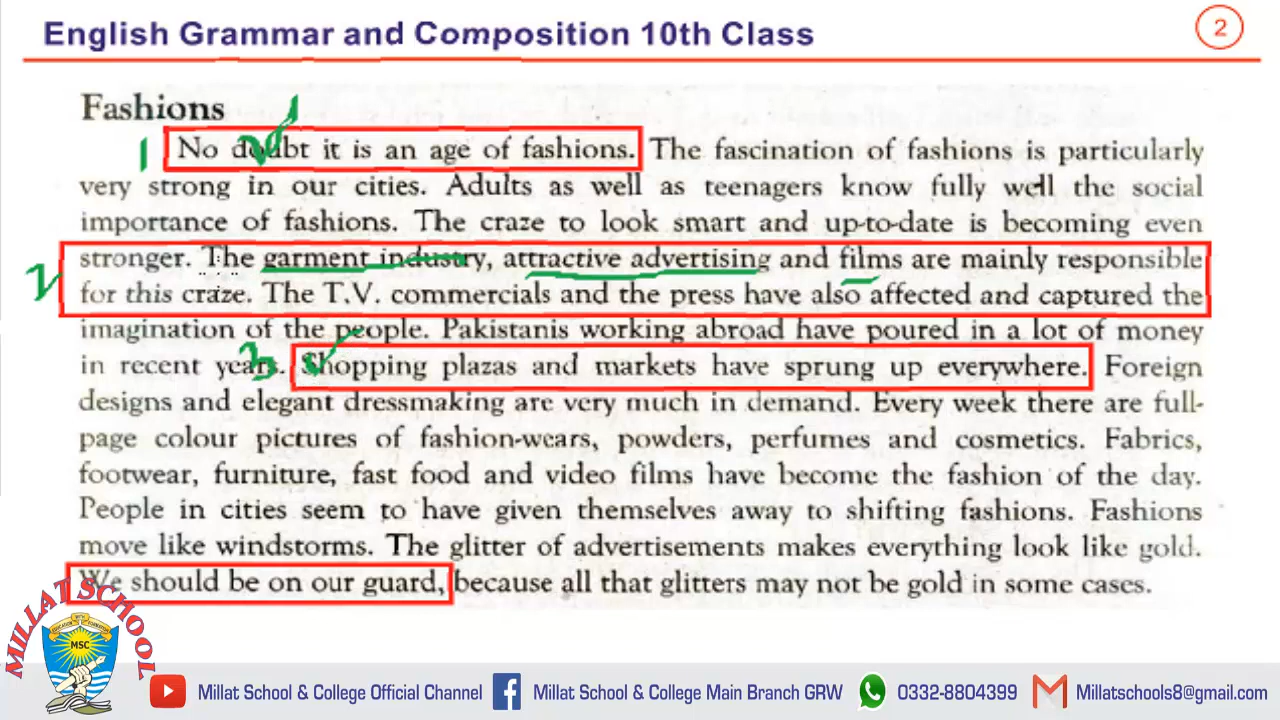 English Grammar and Composition 10th Class
2
Fashions
1 No doubt it is an age of fashions. The fascination of fashions is particularly
very strong in our cities. Adults as well as teenagers know fully well the social
importance of fashions. The craze to look smart and up-to-date is becoming even
2 stronger. The garment industry, attractive advertising and films are mainly responsible
for this craze. The T.V. commercials and the press have also affected and captured the
imagination of the people. Pakistanis working abroad have poured in a lot of money
in recent years. 3 Shopping plazas and markets have sprung up everywhere. Foreign
designs and elegant dressmaking are very much in demand. Every week there are full-
page colour pictures of fashion-wears, powders, perfumes and cosmetics. Fabrics,
footwear, furniture, fast food and video films have become the fashion of the day.
People in cities seem to have given themselves away to shifting fashions. Fashions
move like windstorms. The glitter of advertisements makes everything look like gold.
We should be on our guard, because all that glitters may not be gold in some cases.
MILLAT SCHOOL
MSC
Millat School & College Official Channel
Millat School & College Main Branch GRW
0332-8804399
Millatschools8@gmail.com